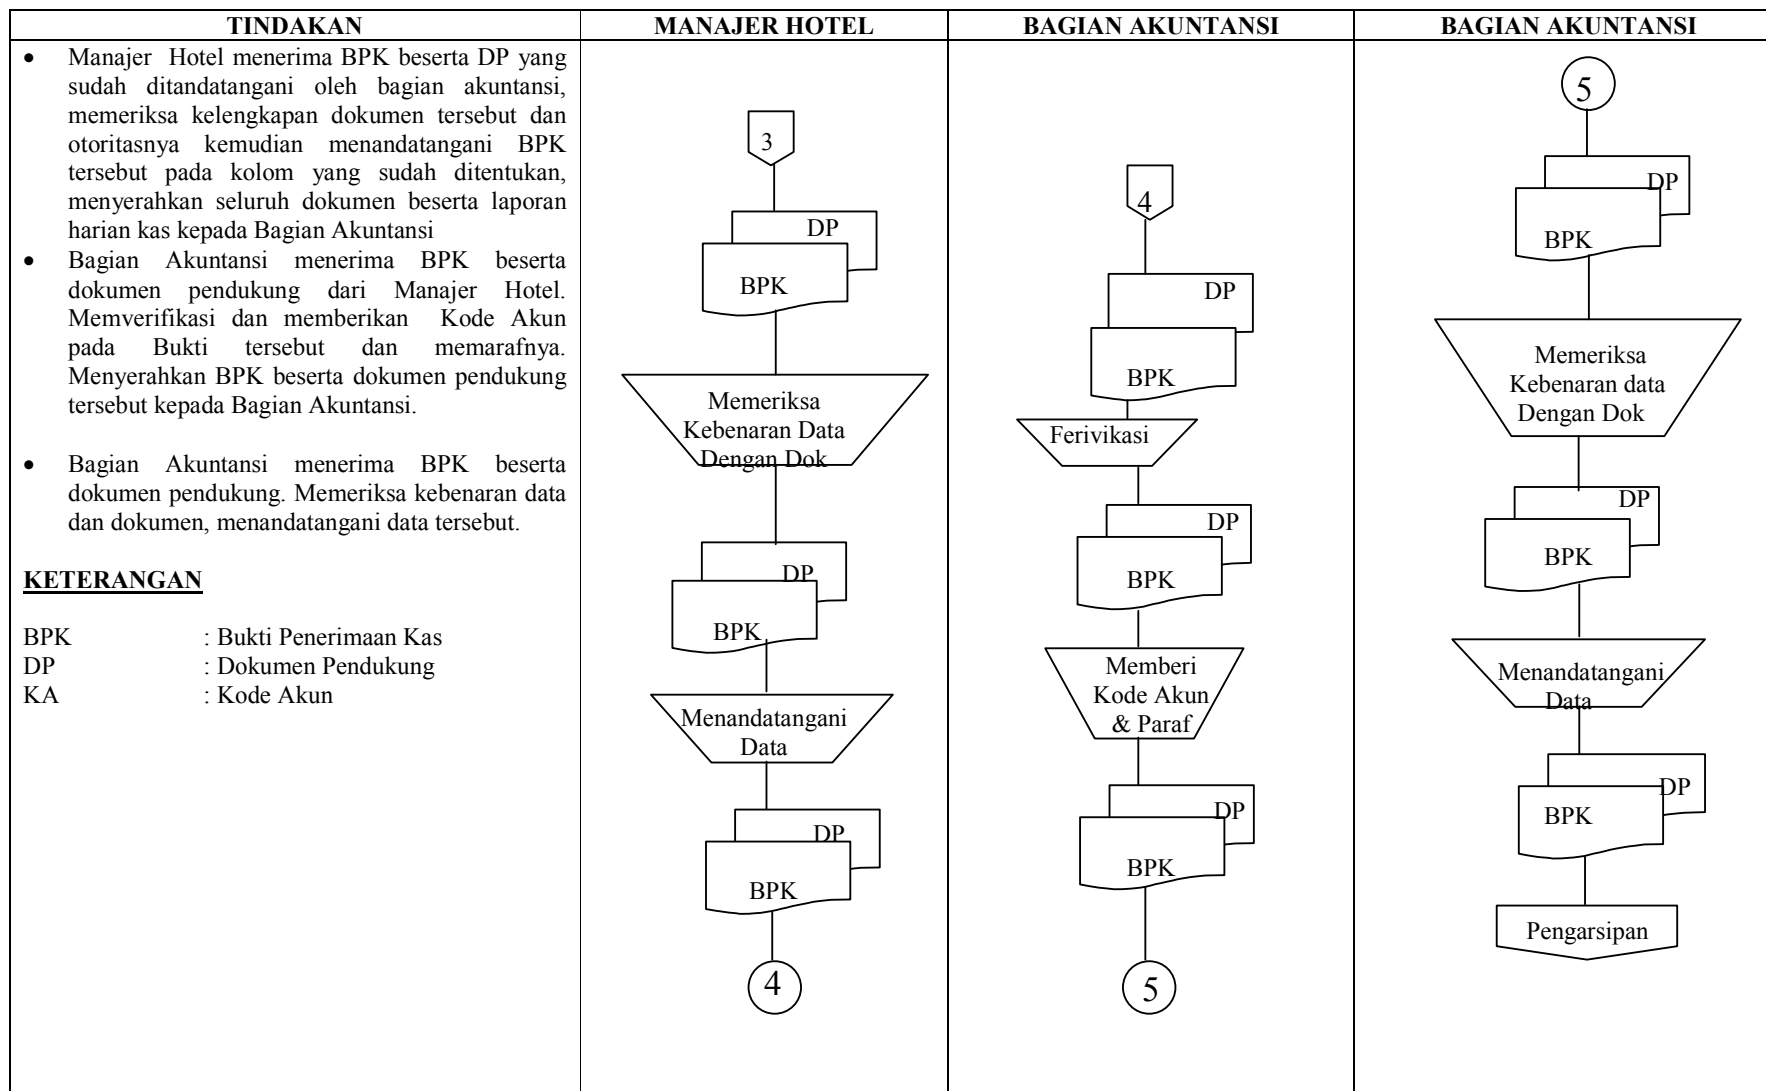 TINDAKAN
MANAJER HOTEL
BAGIAN AKUNTANSI
BAGIAN AKUNTANSI
• Manajer Hotel menerima BPK beserta DP yang
sudah ditandatangani oleh bagian akuntansi,
memeriksa kelengkapan dokumen tersebut dan
otoritasnya kemudian menandatangani BPK
tersebut pada kolom yang sudah ditentukan,
menyerahkan seluruh dokumen beserta laporan
harian kas kepada Bagian Akuntansi
• Bagian Akuntansi menerima BPK beserta
dokumen pendukung dari Manajer Hotel.
Memverifikasi dan memberikan Kode Akun
pada Bukti tersebut dan memarafnya.
Menyerahkan BPK beserta dokumen pendukung
tersebut kepada Bagian Akuntansi.
• Bagian Akuntansi menerima BPK beserta
dokumen pendukung. Memeriksa kebenaran data
dan dokumen, menandatangani data tersebut.
KETERANGAN
BPK : Bukti Penerimaan Kas
DP : Dokumen Pendukung
KA : Kode Akun
3
DP
BPK
Memeriksa
Kebenaran Data
Dengan Dok
DP
BPK
Menandatangani
Data
DP
BPK
4
4
DP
BPK
Ferivikasi
DP
BPK
Memberi
Kode Akun
& Paraf
DP
BPK
5
5
DP
BPK
Memeriksa
Kebenaran data
Dengan Dok
DP
BPK
Menandatangani
Data
DP
BPK
Pengarsipan